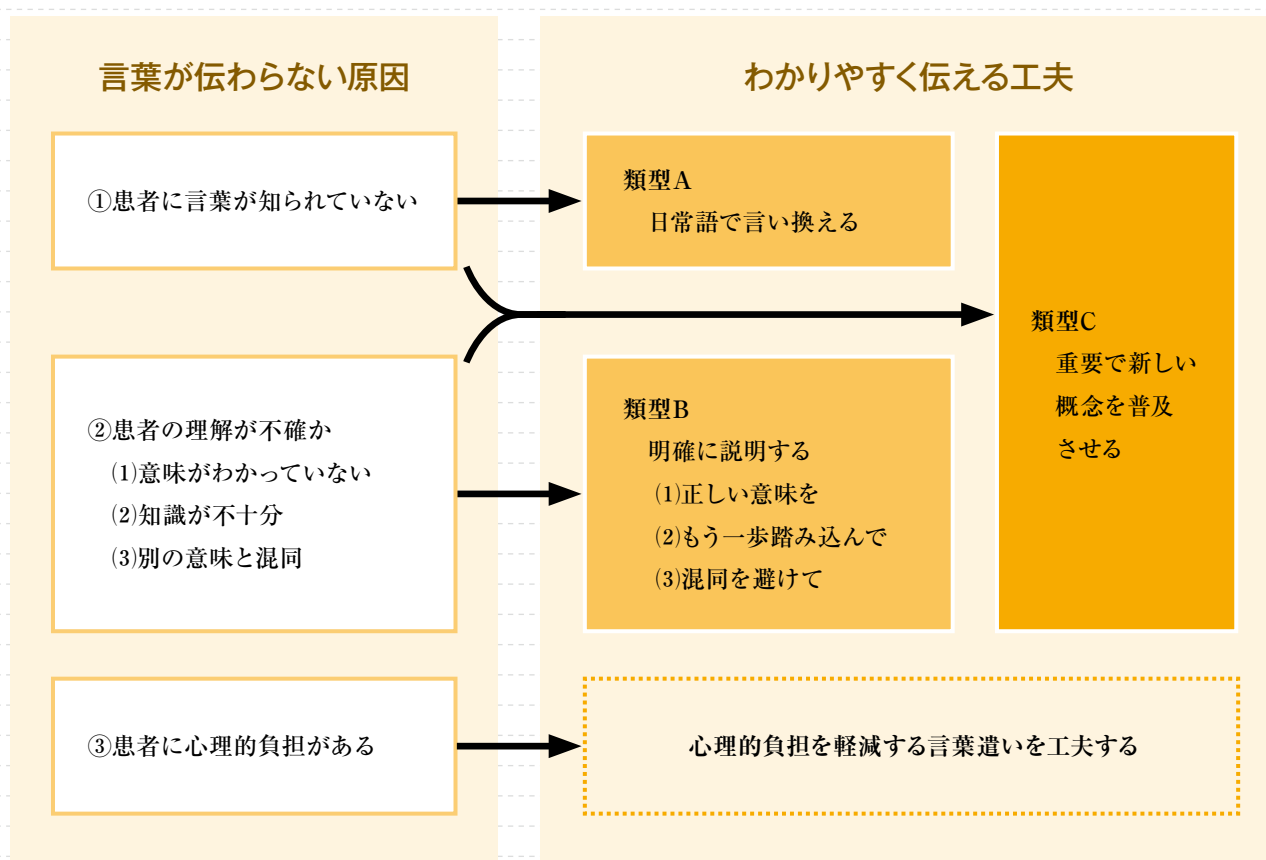 言葉が伝わらない原因
わかりやすく伝える工夫
①患者に言葉が知られていない
類型A
日常語で言い換える
②患者の理解が不確か
(1)意味がわかっていない
(2)知識が不十分
(3)別の意味と混同
類型B
明確に説明する
(1)正しい意味を
(2)もう一歩踏み込んで
(3)混同を避けて
類型C
重要で新しい
概念を普及
させる
③患者に心理的負担がある
心理的負担を軽減する言葉遣いを工夫する